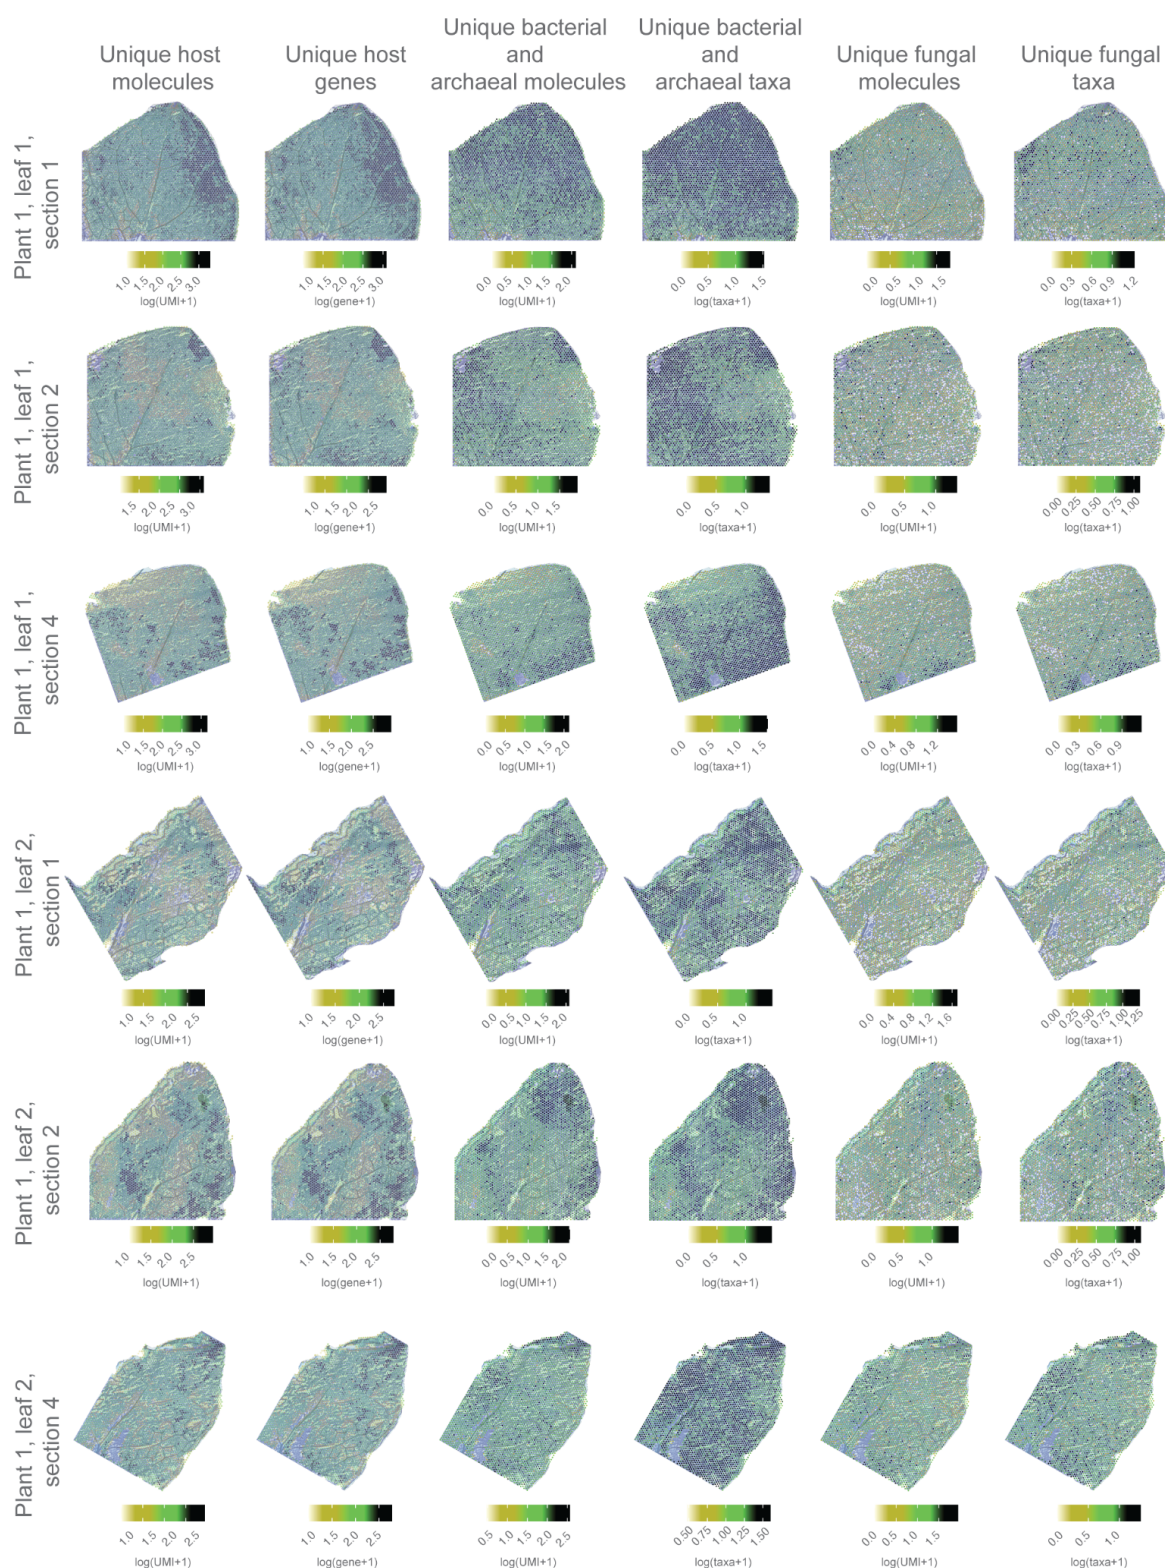 Unique host
molecules
Unique host
genes
Unique bacterial
and
archaeal molecules
Unique bacterial
and
archaeal taxa
Unique fungal
molecules
Unique fungal
taxa
Plant 1, leaf 1,
section 1
1.0 1.5 2.0 2.5 3.0
log(UMI+1)
1.0 1.5 2.0 2.5 3.0
log(gene+1)
0.0 0.5 1.0 1.5 2.0
log(UMI+1)
0.0 0.5 1.0 1.5
log(taxa+1)
0.0 0.5 1.0 1.5
log(UMI+1)
0.0 0.3 0.6 0.9 1.2
log(taxa+1)
Plant 1, leaf 1,
section 2
1.5 2.0 2.5 3.0
log(UMI+1)
1.0 1.5 2.0 2.5
log(gene+1)
0.0 0.5 1.0 1.5
log(UMI+1)
0.0 0.5 1.0
log(taxa+1)
0.0 0.5 1.0
log(UMI+1)
0.00 0.25 0.50 0.75 1.00
log(taxa+1)
Plant 1, leaf 1,
section 4
1.0 1.5 2.0 2.5 3.0
log(UMI+1)
1.0 1.5 2.0 2.5
log(gene+1)
0.0 0.5 1.0 1.5 2.0
log(UMI+1)
0.0 0.5 1.0 1.5
log(taxa+1)
0.0 0.4 0.8 1.2
log(UMI+1)
0.0 0.3 0.6 0.9
log(taxa+1)
Plant 1, leaf 2,
section 1
1.0 1.5 2.0 2.5
log(UMI+1)
1.0 1.5 2.0 2.5
log(gene+1)
0.0 0.5 1.0 1.5 2.0
log(UMI+1)
0.0 0.5 1.0
log(taxa+1)
0.0 0.4 0.8 1.2 1.6
log(UMI+1)
0.00 0.25 0.50 0.75 1.00 1.25
log(taxa+1)
Plant 1, leaf 2,
section 2
1.0 1.5 2.0 2.5
log(UMI+1)
1.0 1.5 2.0 2.5
log(gene+1)
0.0 0.5 1.0 1.5 2.0
log(UMI+1)
0.0 0.5 1.0
log(taxa+1)
0.0 0.5 1.0
log(UMI+1)
0.00 0.25 0.50 0.75 1.00
log(taxa+1)
Plant 1, leaf 2,
section 4
1.0 1.5 2.0 2.5
log(UMI+1)
1.0 1.5 2.0 2.5
log(gene+1)
0.5 1.0 1.5 2.0 2.5
log(UMI+1)
0.50 0.75 1.00 1.25 1.50
log(taxa+1)
0.0 0.5 1.0 1.5
log(UMI+1)
0.0 0.5 1.0
log(taxa+1)